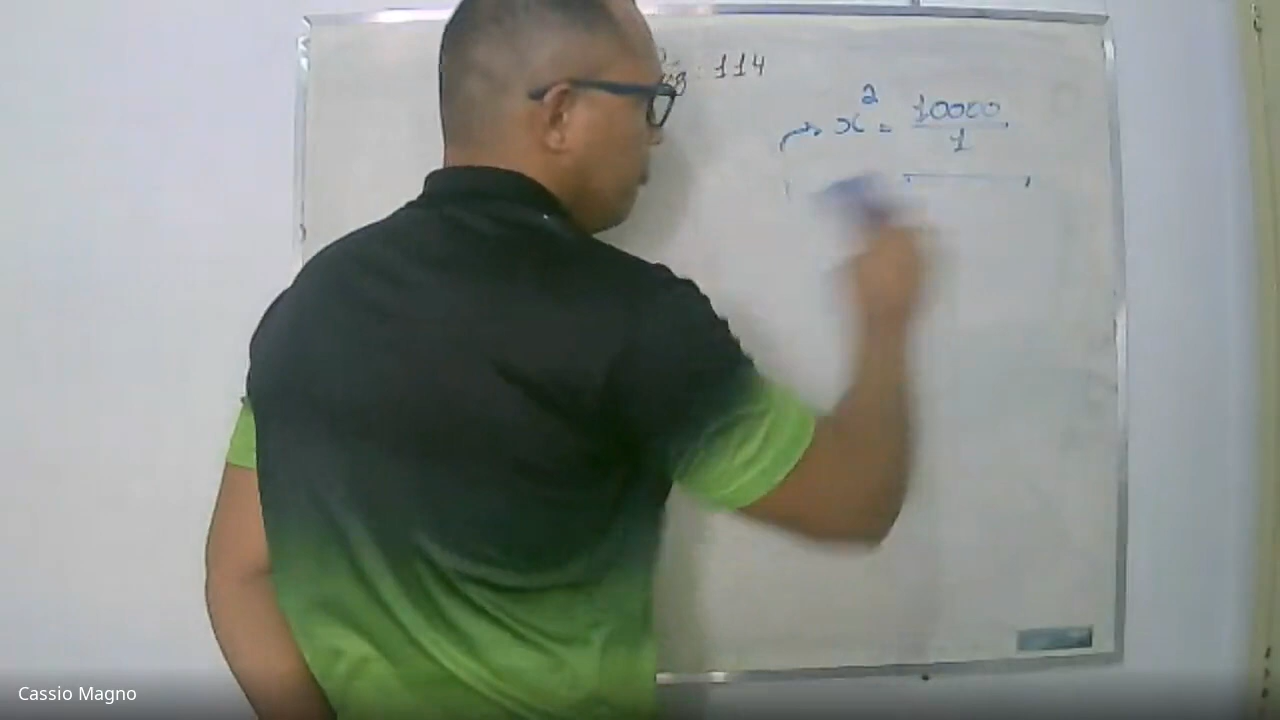 : 114
x² = 10000
1
Cassio Magno